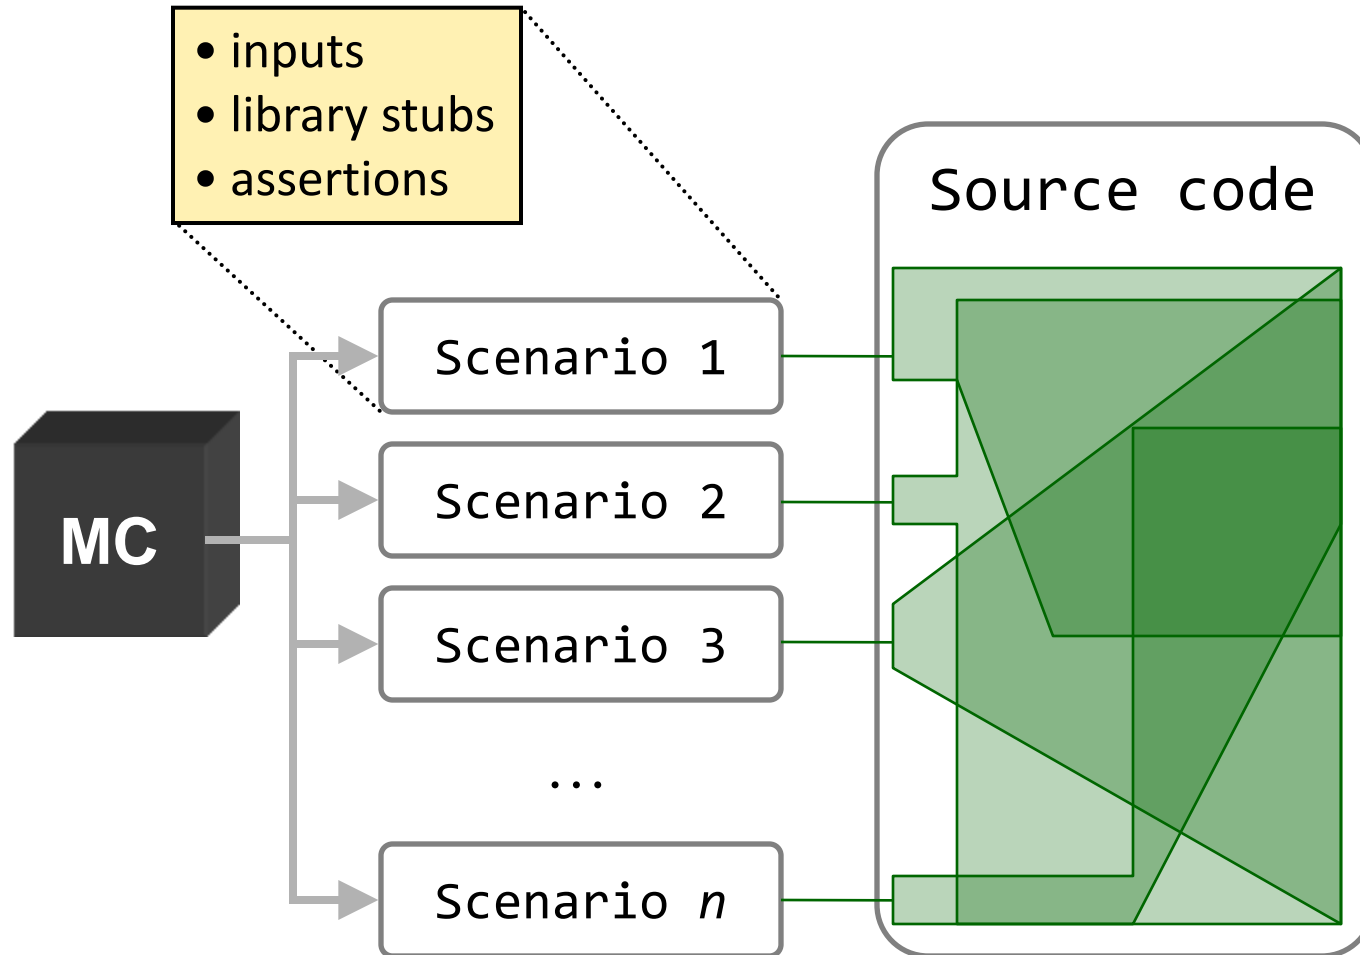 • inputs
• library stubs
• assertions
Source code
Scenario 1
Scenario 2
MC
Scenario 3
...
Scenario n